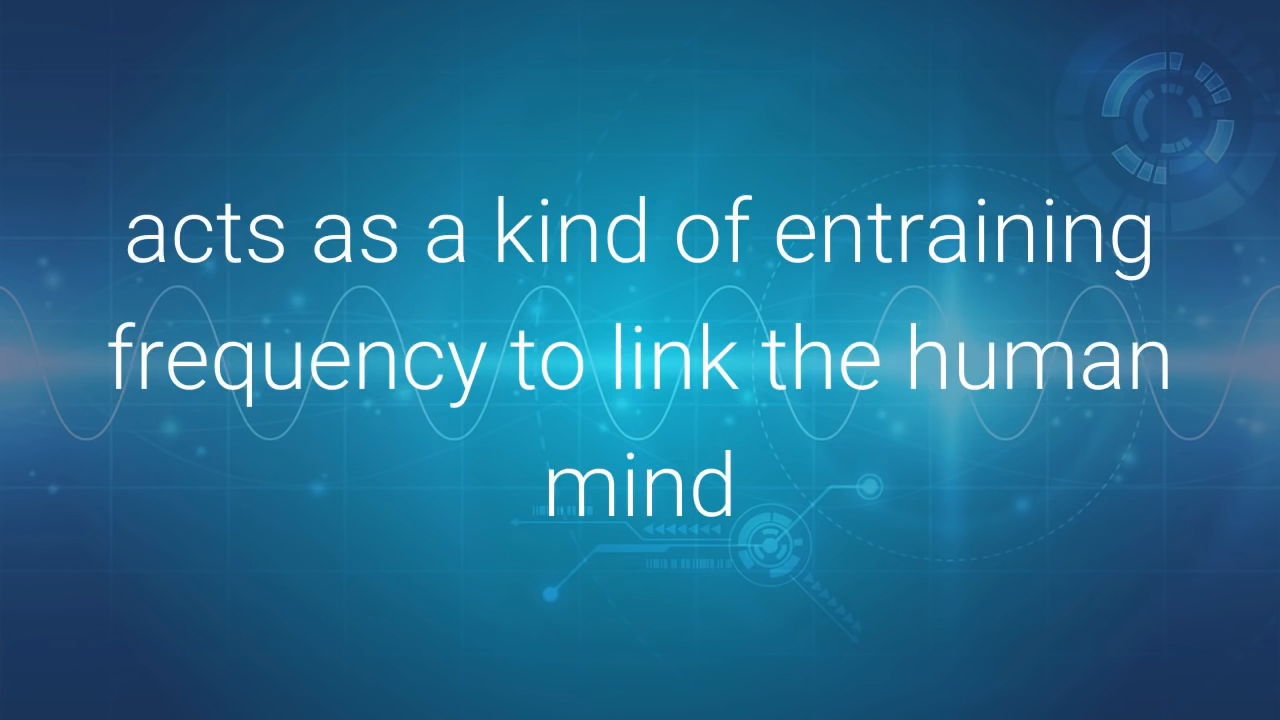 acts as a kind of entraining
frequency to link the human
mind